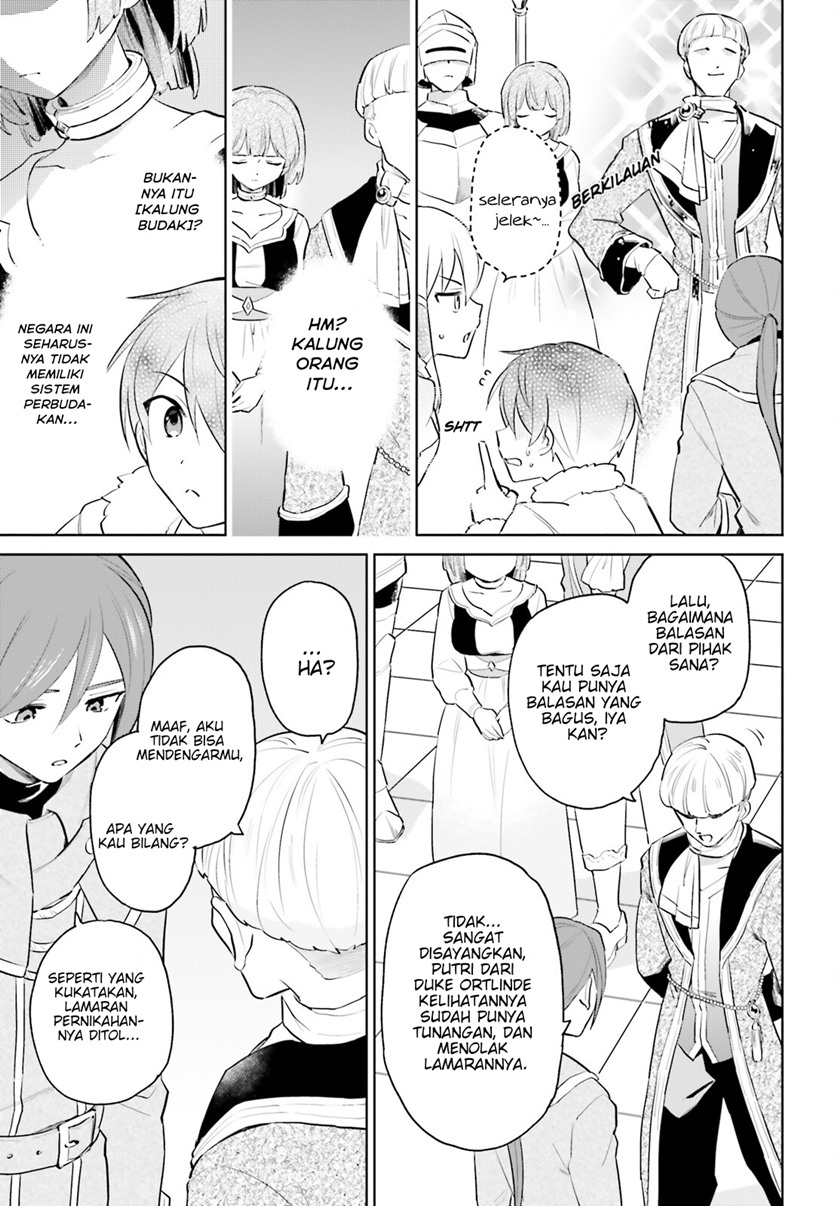 BERKILAUAN
seleranya
jelek~...
SHTT
HM?
KALUNG
ORANG
ITU...
BUKAN-
NYA ITU
[KALUNG
BUDAK]?
NEGARA INI
SEHARUS-
NYA TIDAK
MEMILIKI
SISTEM
PERBUDA-
KAN...
LALU,
BAGAIMANA
BALASAN
DARI PIHAK
SANA?
TENTU SAJA
KAU PUNYA
BALASAN YANG
BAGUS, IYA
KAN?
TIDAK...
SANGAT
DISAYANGKAN,
PUTRI DARI
DUKE ORTLINDE
KELIHATANNYA
SUDAH PUNYA
TUNANGAN, DAN
MENOLAK
LAMARANNYA.
...
HA?
MAAF, AKU
TIDAK BISA
MENDENGARMU,
APA YANG
KAU BILANG?
SEPERTI YANG
KUKATAKAN,
LAMARAN
PERNIKAHAN-
NYA DITOL...